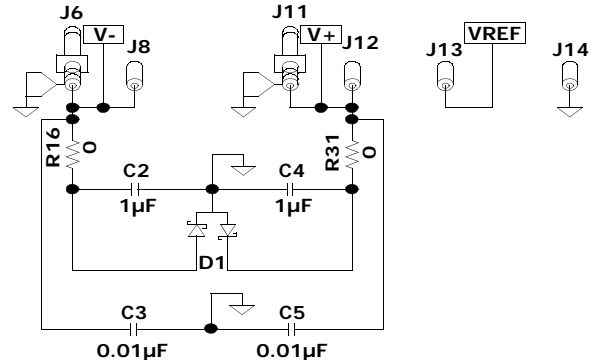 J6
V-
J8
J11
V+
J12
J13
VREF
J14
R16
0
R31
0
C2
1µF
C4
1µF
D1
C3
0.01µF
C5
0.01µF